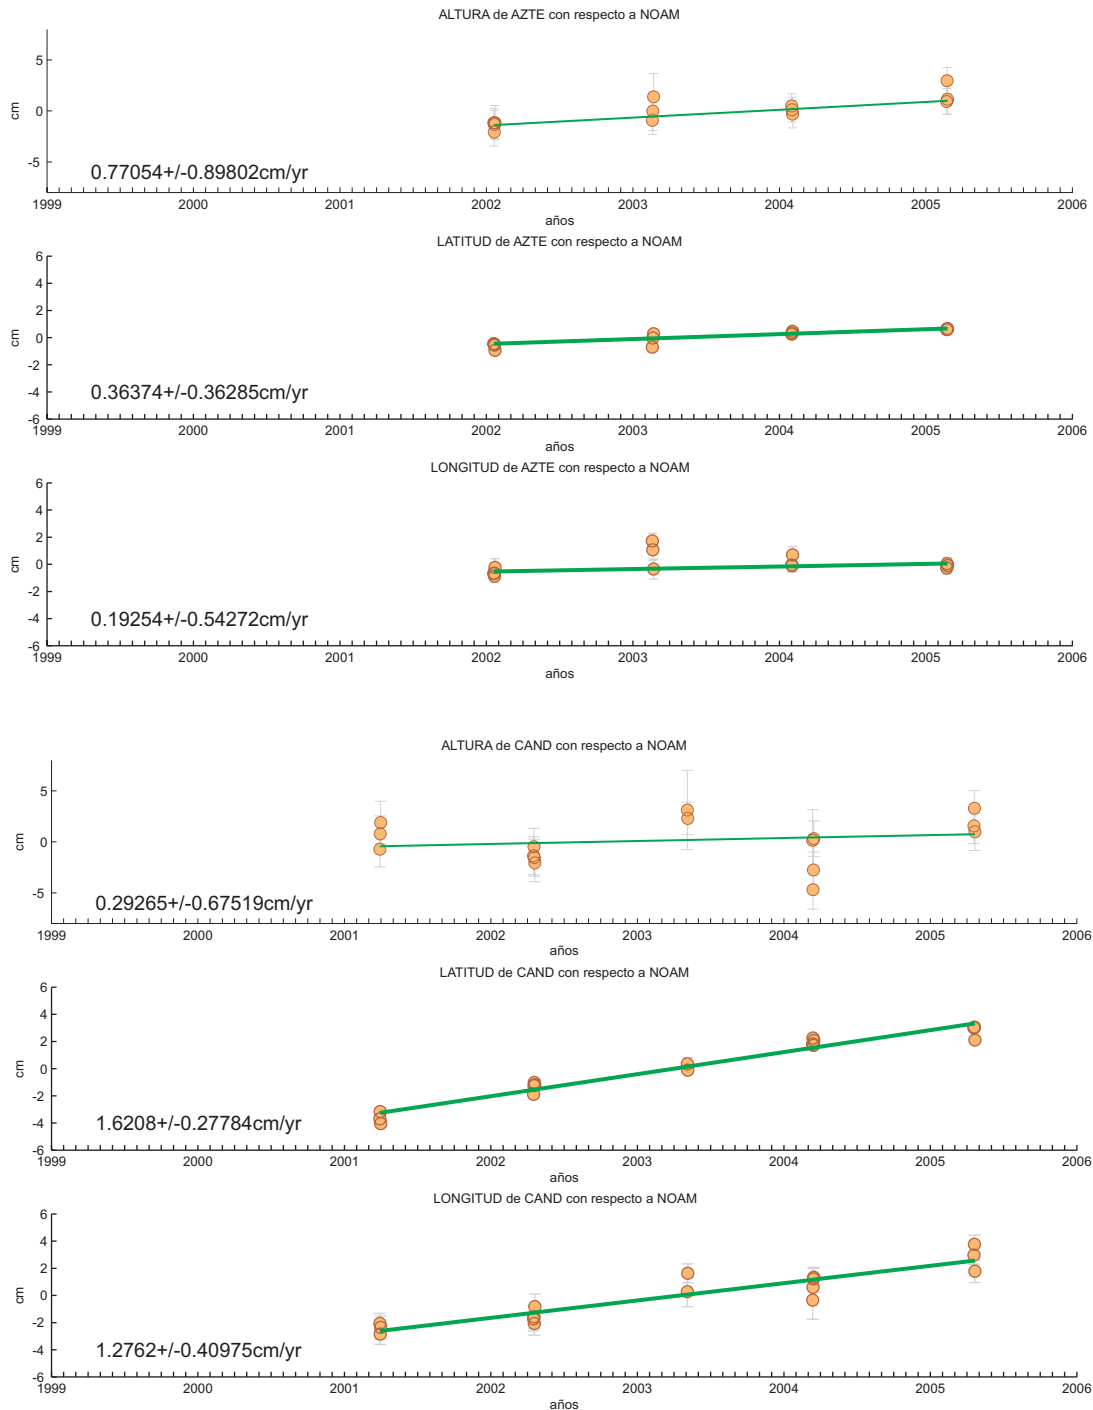 ALTURA de AZTE con respecto a NOAM
5
0
-5
cm
0.77054+/-0.89802cm/yr
1999 2000 2001 2002 2003 2004 2005 2006
años
LATITUD de AZTE con respecto a NOAM
6
4
2
0
-2
-4
-6
cm
0.36374+/-0.36285cm/yr
1999 2000 2001 2002 2003 2004 2005 2006
años
LONGITUD de AZTE con respecto a NOAM
6
4
2
0
-2
-4
-6
cm
0.19254+/-0.54272cm/yr
1999 2000 2001 2002 2003 2004 2005 2006
años
ALTURA de CAND con respecto a NOAM
5
0
-5
cm
0.29265+/-0.67519cm/yr
1999 2000 2001 2002 2003 2004 2005 2006
años
LATITUD de CAND con respecto a NOAM
6
4
2
0
-2
-4
-6
cm
1.6208+/-0.27784cm/yr
1999 2000 2001 2002 2003 2004 2005 2006
años
LONGITUD de CAND con respecto a NOAM
6
4
2
0
-2
-4
-6
cm
1.2762+/-0.40975cm/yr
1999 2000 2001 2002 2003 2004 2005 2006
años